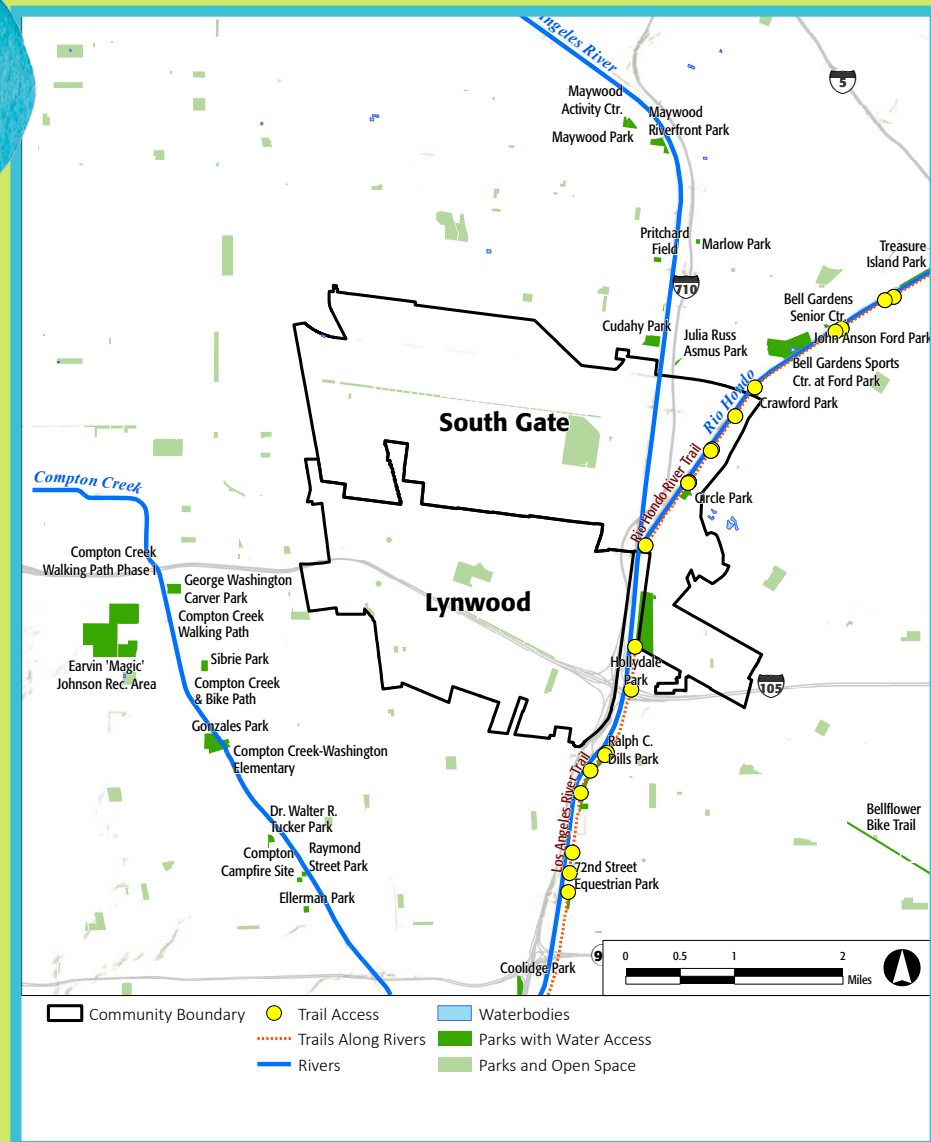 Angeles River
5
Maywood
Activity Ctr.
Maywood
Riverfront Park
Maywood Park
Pritchard
Field
Marlow Park
Treasure
Island Park
710
Bell Gardens
Senior Ctr.
Cudahy Park
Julia Russ
Asmus Park
John Anson Ford Park
Bell Gardens Sports
Ctr. at Ford Park
Rio Hondo
Crawford Park
South Gate
Rio Hondo River Trail
Circle Park
Compton Creek
Compton Creek
Walking Path Phase I
George Washington
Carver Park
Compton Creek
Walking Path
Lynwood
Earvin 'Magic'
Johnson Rec. Area
Sibrie Park
Hollydale
Park
105
Compton Creek
& Bike Path
Gonzales Park
Compton Creek-Washington
Elementary
Ralph C.
Dills Park
Los Angeles River Trail
Dr. Walter R.
Tucker Park
Compton
Campfire Site
Raymond
Street Park
Bellflower
Bike Trail
72nd Street
Equestrian Park
Ellerman Park
Coolidge Park
9
0 0.5 1 2
Miles
Community Boundary
Trail Access
Trails Along Rivers
Rivers
Waterbodies
Parks with Water Access
Parks and Open Space